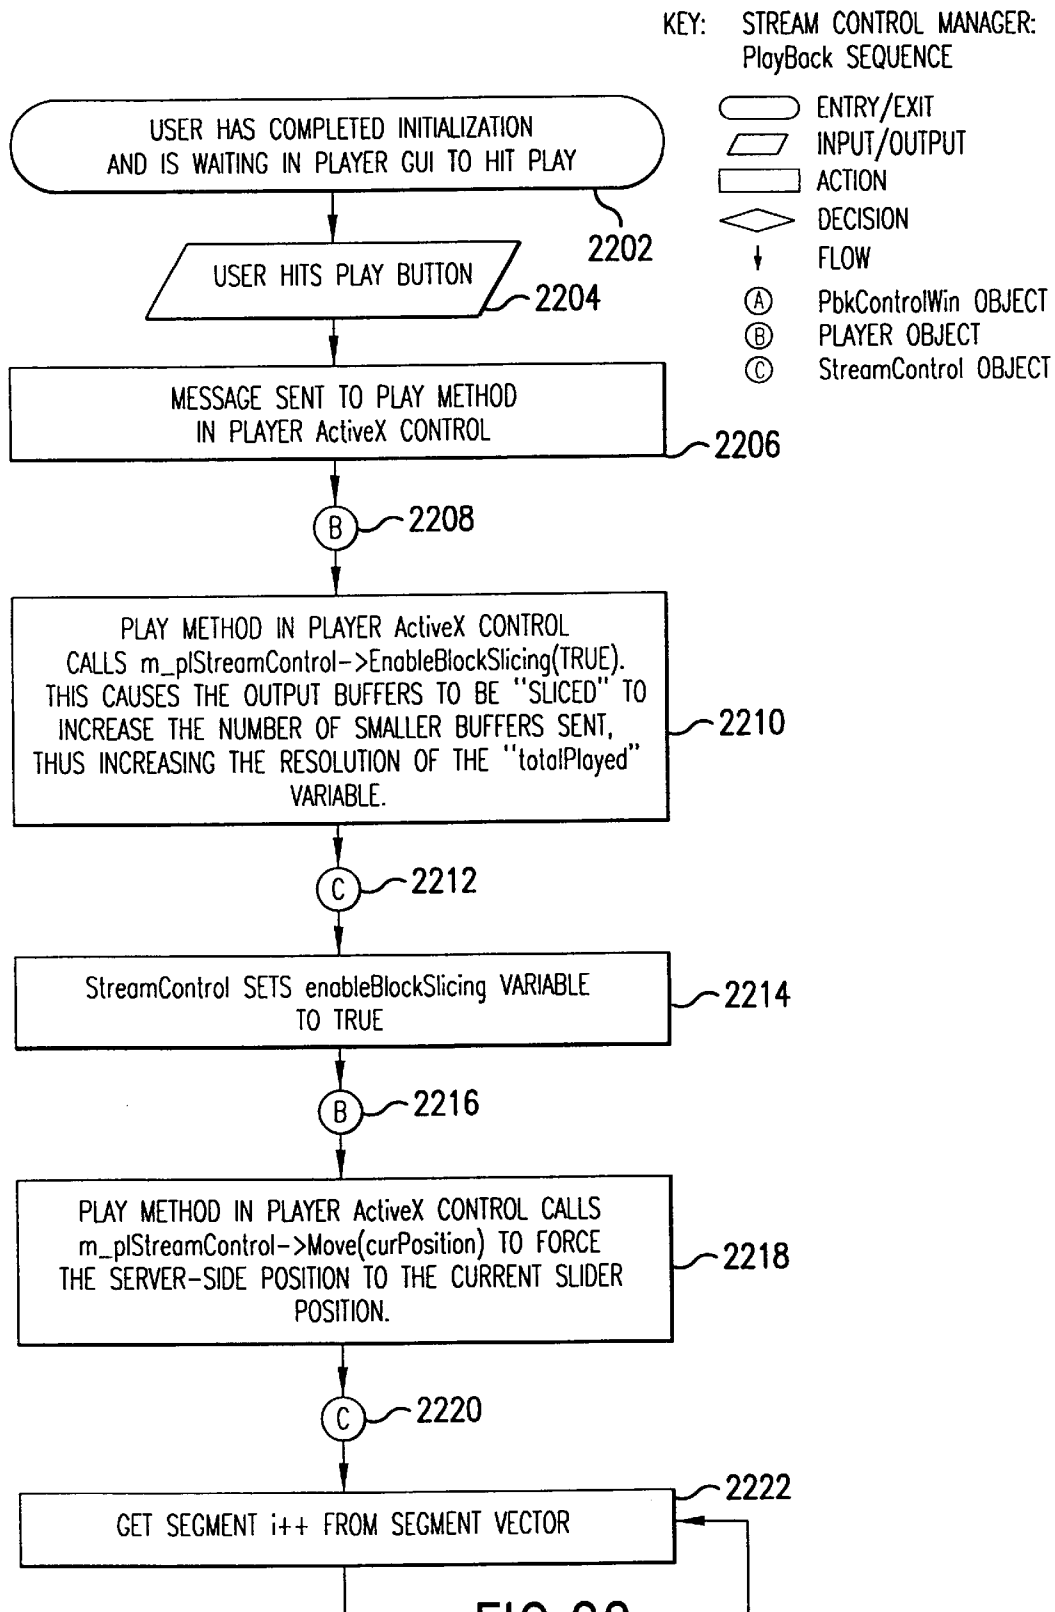 KEY: STREAM CONTROL MANAGER:
PlayBack SEQUENCE
ENTRY/EXIT
INPUT/OUTPUT
ACTION
DECISION
FLOW
A PbkControlWin OBJECT
B PLAYER OBJECT
C StreamControl OBJECT
USER HAS COMPLETED INITIALIZATION
AND IS WAITING IN PLAYER GUI TO HIT PLAY
2202
USER HITS PLAY BUTTON
2204
MESSAGE SENT TO PLAY METHOD
IN PLAYER ActiveX CONTROL
2206
B 2208
PLAY METHOD IN PLAYER ActiveX CONTROL
CALLS m_plStreamControl->EnableBlockSlicing(TRUE).
THIS CAUSES THE OUTPUT BUFFERS TO BE "SLICED" TO
INCREASE THE NUMBER OF SMALLER BUFFERS SENT,
THUS INCREASING THE RESOLUTION OF THE "totalPlayed"
VARIABLE.
2210
C 2212
StreamControl SETS enableBlockSlicing VARIABLE
TO TRUE
2214
B 2216
PLAY METHOD IN PLAYER ActiveX CONTROL CALLS
m_plStreamControl->Move(curPosition) TO FORCE
THE SERVER-SIDE POSITION TO THE CURRENT SLIDER
POSITION.
2218
C 2220
2222
GET SEGMENT i++ FROM SEGMENT VECTOR